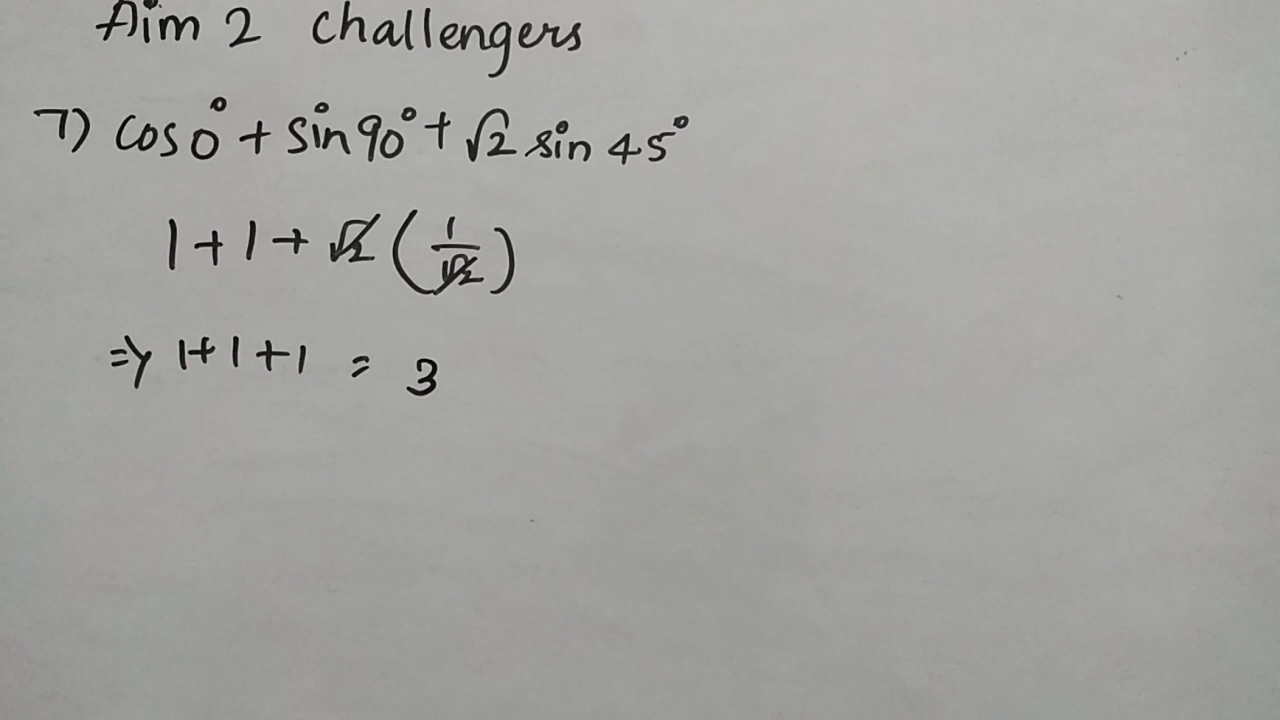 Aim 2 challengers
7) cos 0° + sin 90° + √2 sin 45°
1 + 1 + √2 (1/√2)
⇒ 1 + 1 + 1 = 3